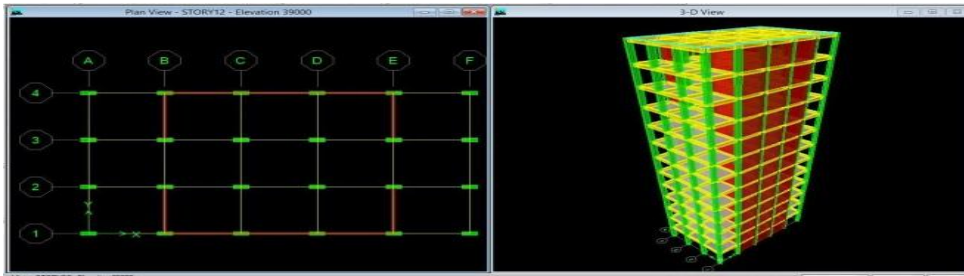 Plan View - STORY12 - Elevation 39000
3-D View
A B C D E F
4
3
2
Y
1
X